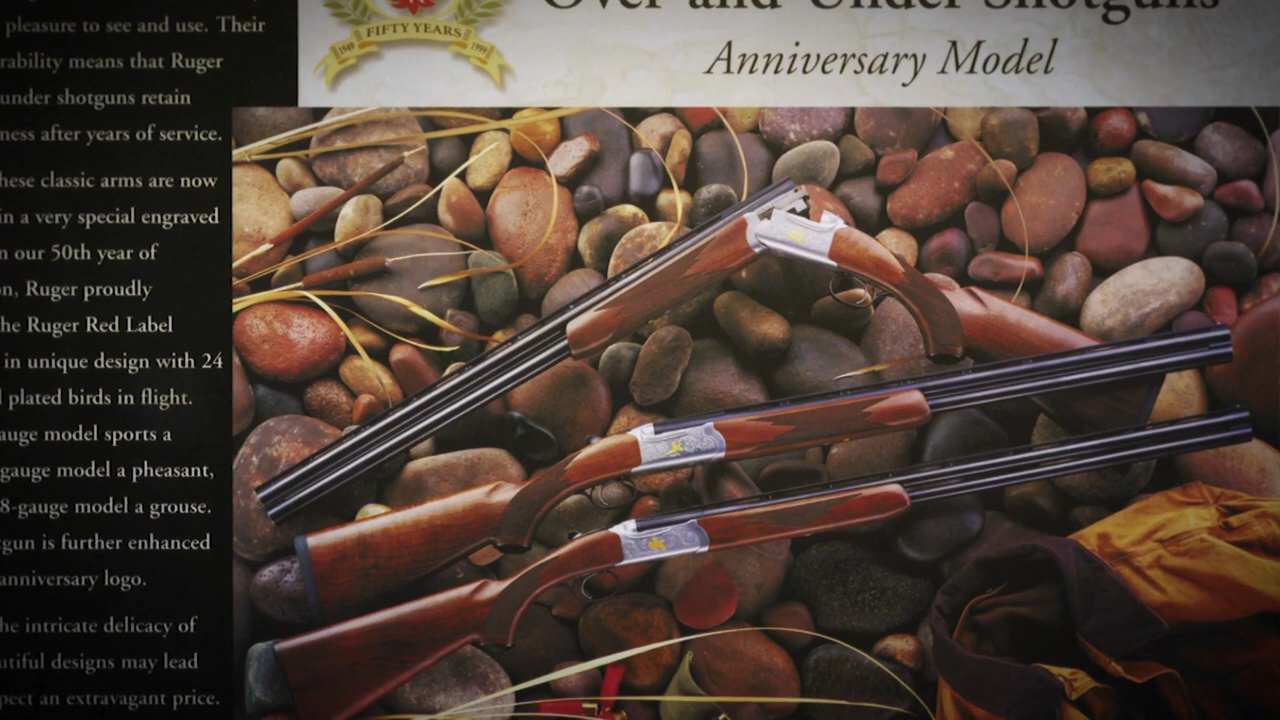 pleasure to see and use. Their
rability means that Ruger
under shotguns retain
ness after years of service.
hese classic arms are now
in a very special engraved
n our 50th year of
on, Ruger proudly
he Ruger Red Label
in unique design with 24
l plated birds in flight.
auge model sports a
gauge model a pheasant,
8-gauge model a grouse.
gun is further enhanced
anniversary logo.
he intricate delicacy of
utiful designs may lead
pect an extravagant price.
FIFTY YEARS
1949 1999
Over-and-Under Shotguns
Anniversary Model